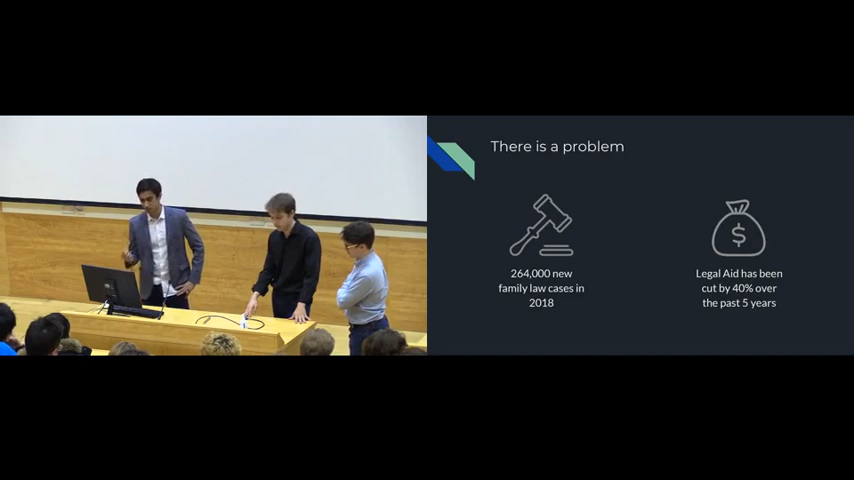 There is a problem
264,000 new
family law cases in
2018
Legal Aid has been
cut by 40% over
the past 5 years